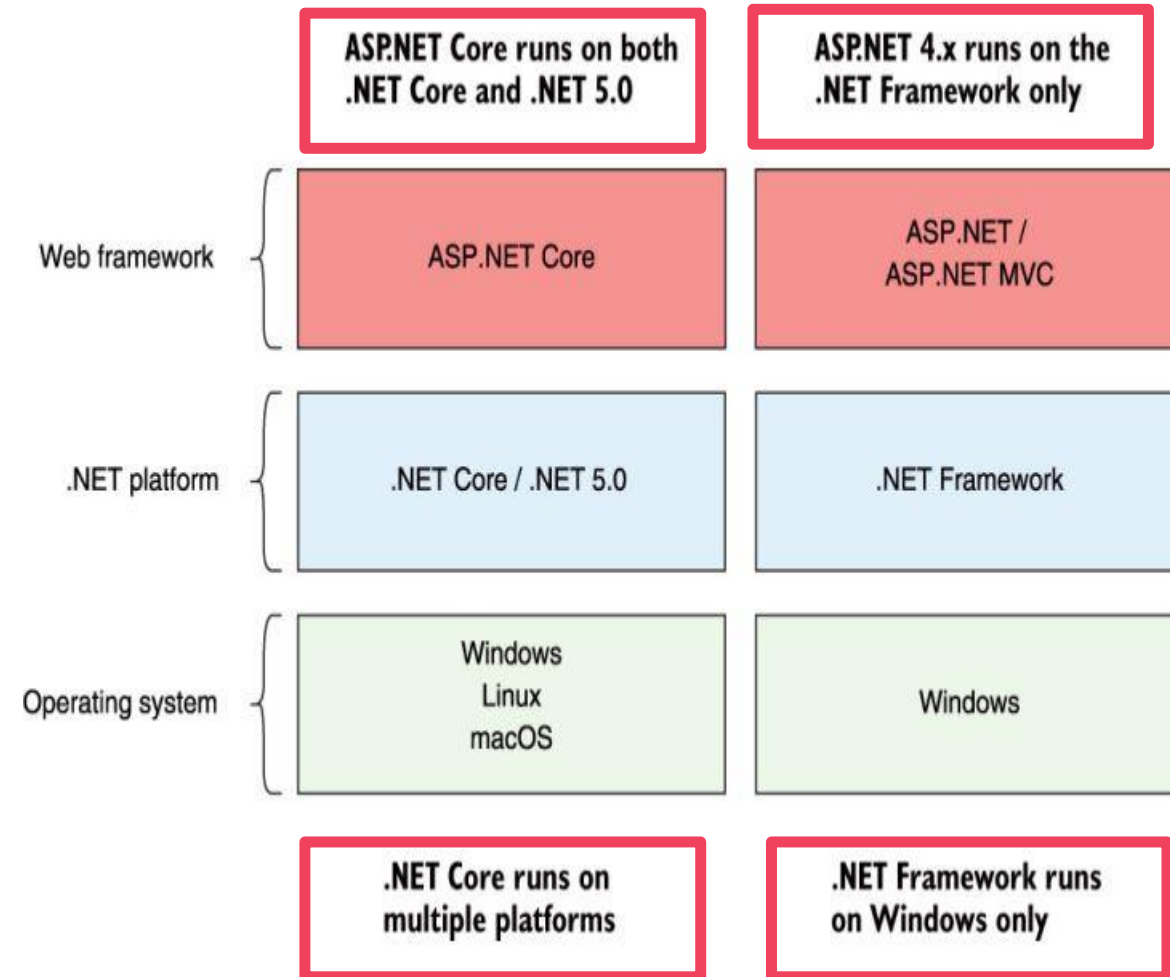 ASP.NET Core runs on both
.NET Core and .NET 5.0
ASP.NET 4.x runs on the
.NET Framework only
Web framework
ASP.NET Core
ASP.NET /
ASP.NET MVC
.NET platform
.NET Core / .NET 5.0
.NET Framework
Operating system
Windows
Linux
macOS
Windows
.NET Core runs on
multiple platforms
.NET Framework runs
on Windows only